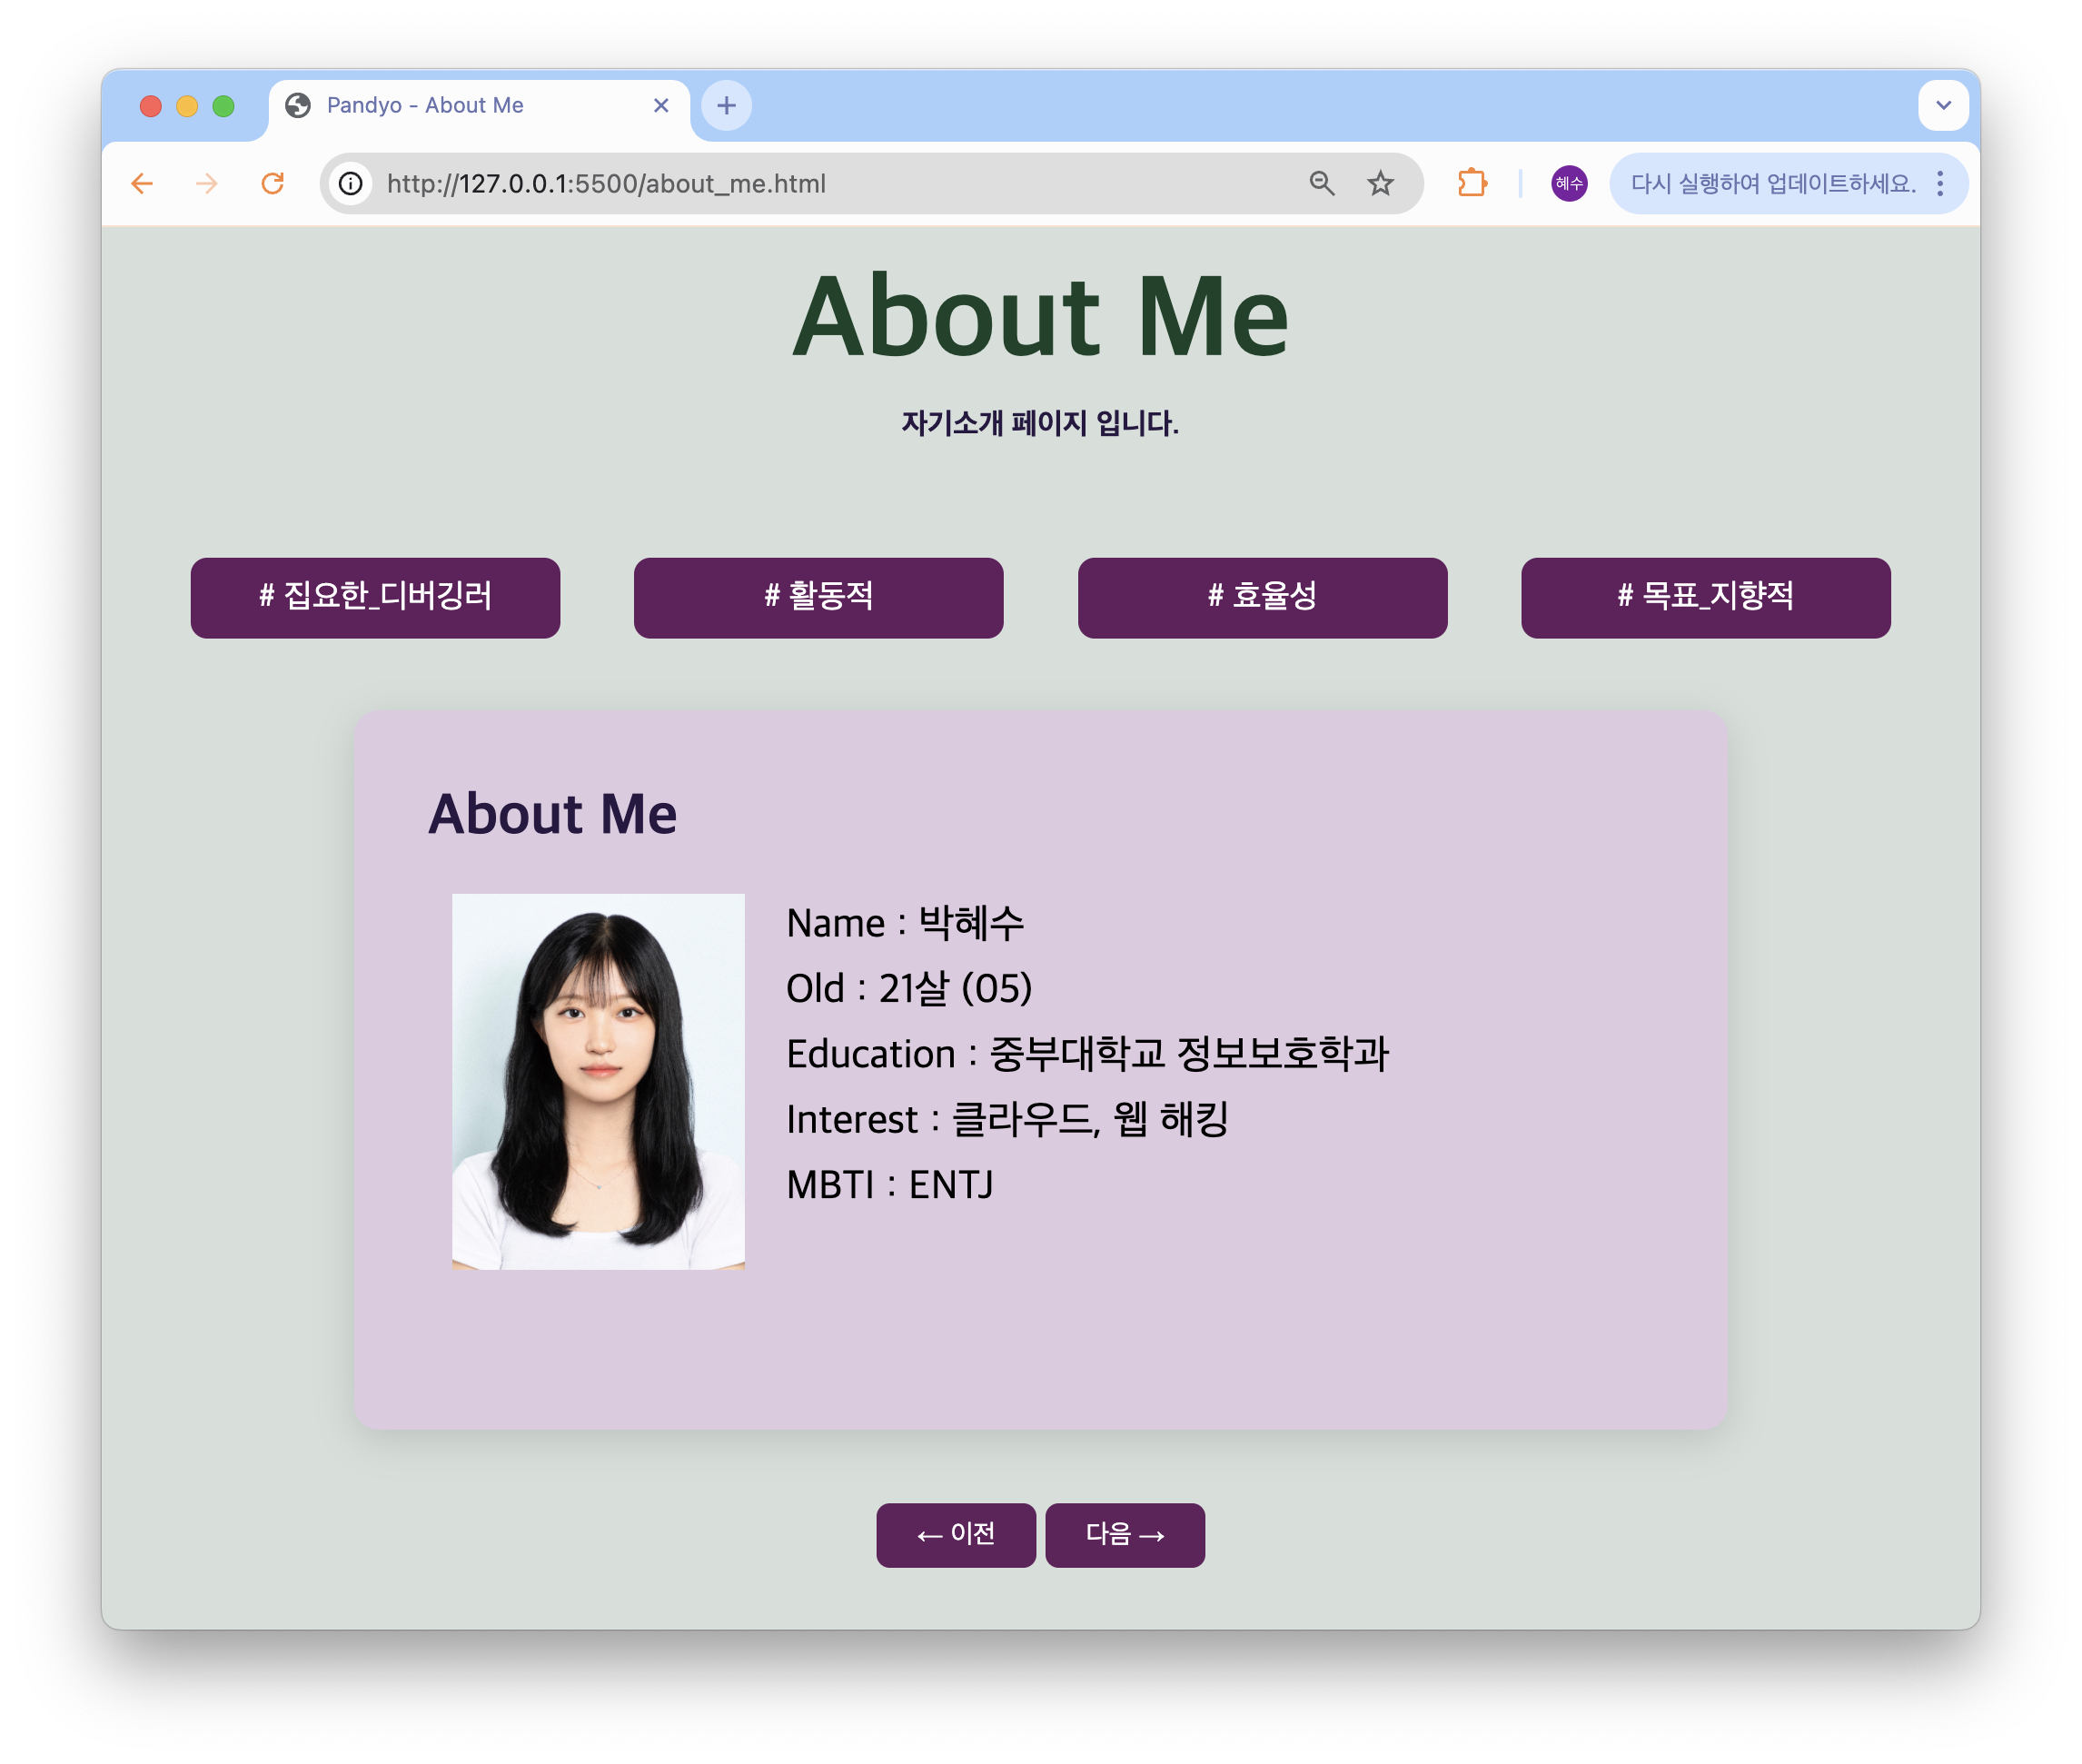 Pandyo - About Me
http://127.0.0.1:5500/about_me.html
혜수
다시 실행하여 업데이트하세요.
About Me
자기소개 페이지 입니다.
# 집요한_디버깅러
# 활동적
# 효율성
# 목표_지향적
About Me
Name : 박혜수
Old : 21살 (05)
Education : 중부대학교 정보보호학과
Interest : 클라우드, 웹 해킹
MBTI : ENTJ
← 이전
다음 →